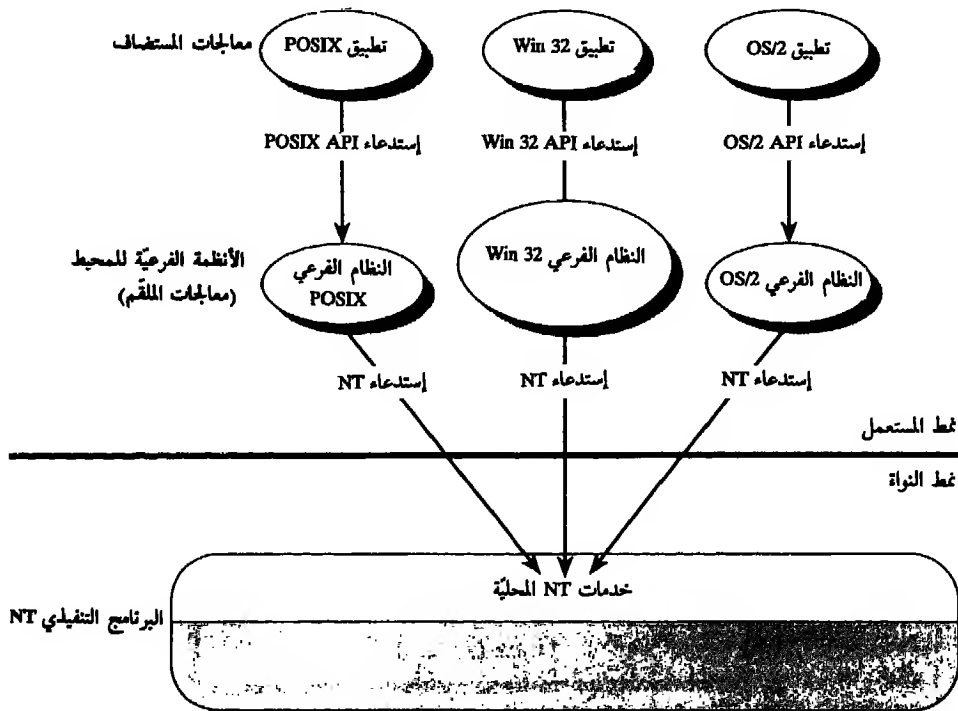 معالجات المستضاف
تطبيق POSIX
تطبيق Win 32
تطبيق OS/2
إستدعاء POSIX API
إستدعاء Win 32 API
إستدعاء OS/2 API
الأنظمة الفرعيّة للمحيط
(معالجات الملقّم)
النظام الفرعي
POSIX
النظام الفرعي Win 32
النظام الفرعي OS/2
إستدعاء NT
إستدعاء NT
إستدعاء NT
نمط المستعمل
نمط النواة
خدمات NT المحليّة
البرنامج التنفيذي NT